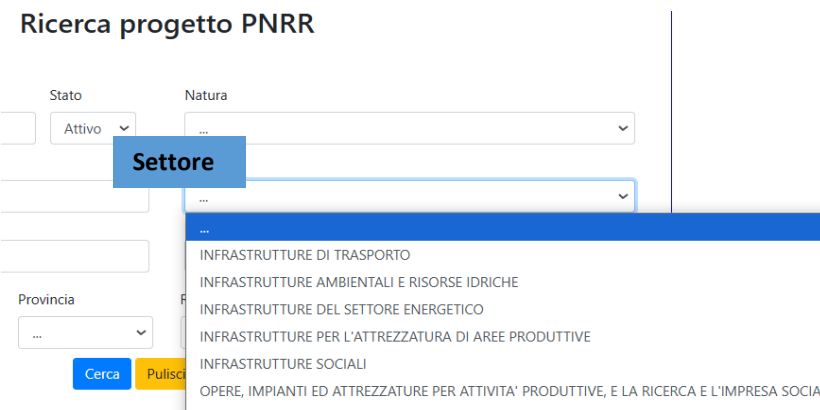 Ricerca progetto PNRR
Stato Natura
Attivo ...
Settore
...
...
INFRASTRUTTURE DI TRASPORTO
INFRASTRUTTURE AMBIENTALI E RISORSE IDRICHE
INFRASTRUTTURE DEL SETTORE ENERGETICO
Provincia
INFRASTRUTTURE PER L'ATTREZZATURA DI AREE PRODUTTIVE
...
INFRASTRUTTURE SOCIALI
Cerca Pulisci
OPERE, IMPIANTI ED ATTREZZATURE PER ATTIVITA' PRODUTTIVE, E LA RICERCA E L'IMPRESA SOCIA